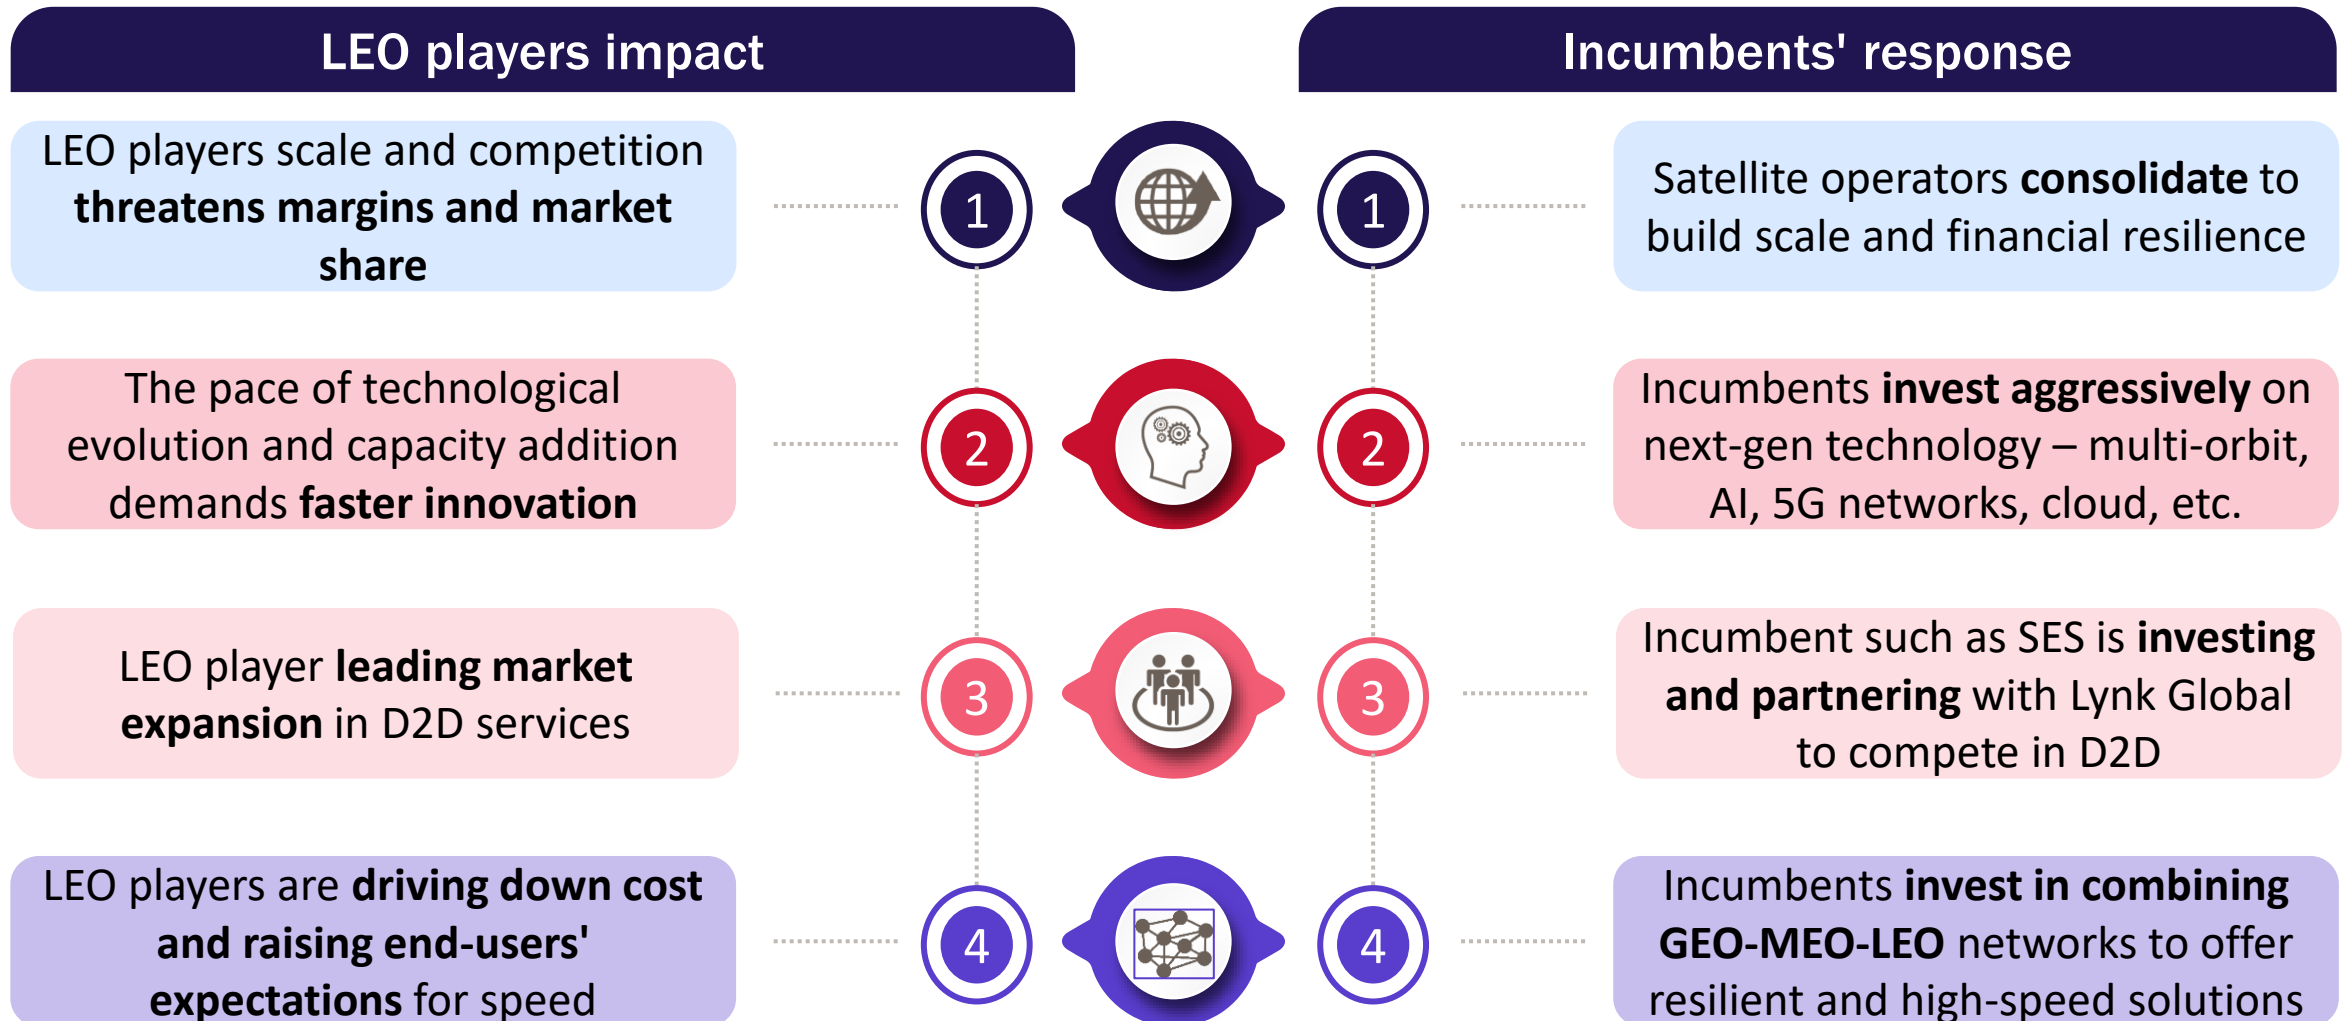 LEO players impact
Incumbents' response
LEO players scale and competition
threatens margins and market
share
1
1
Satellite operators consolidate to
build scale and financial resilience
The pace of technological
evolution and capacity addition
demands faster innovation
2
2
Incumbents invest aggressively on
next-gen technology – multi-orbit,
AI, 5G networks, cloud, etc.
LEO player leading market
expansion in D2D services
3
3
Incumbent such as SES is investing
and partnering with Lynk Global
to compete in D2D
LEO players are driving down cost
and raising end-users'
expectations for speed
4
4
Incumbents invest in combining
GEO-MEO-LEO networks to offer
resilient and high-speed solutions